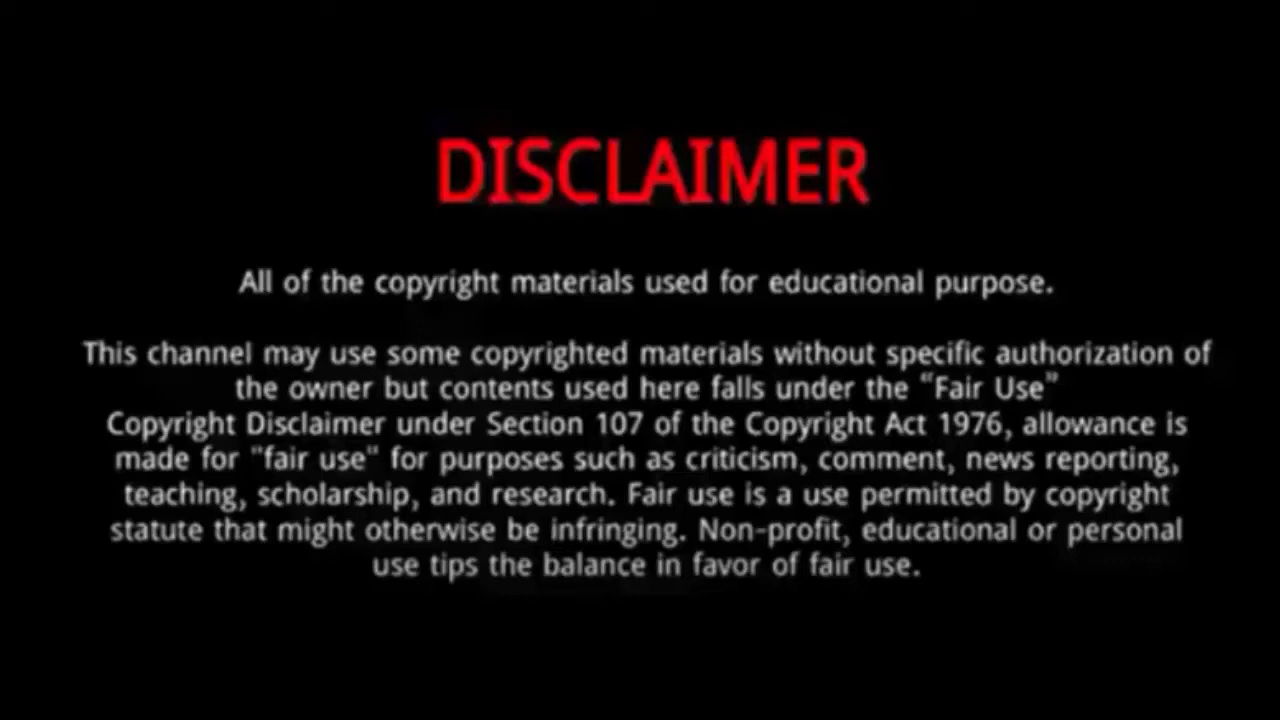 DISCLAIMER
All of the copyright materials used for educational purpose.
This channel may use some copyrighted materials without specific authorization of
the owner but contents used here falls under the “Fair Use”
Copyright Disclaimer under Section 107 of the Copyright Act 1976, allowance is
made for "fair use" for purposes such as criticism, comment, news reporting,
teaching, scholarship, and research. Fair use is a use permitted by copyright
statute that might otherwise be infringing. Non-profit, educational or personal
use tips the balance in favor of fair use.